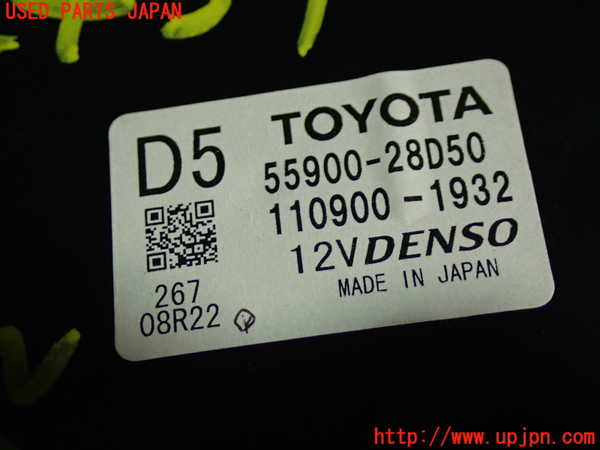 USED PARTS JAPAN
D5
TOYOTA
55900-28D50
110900-1932
12V DENSO
MADE IN JAPAN
267
08R22
http://www.upjpn.com/